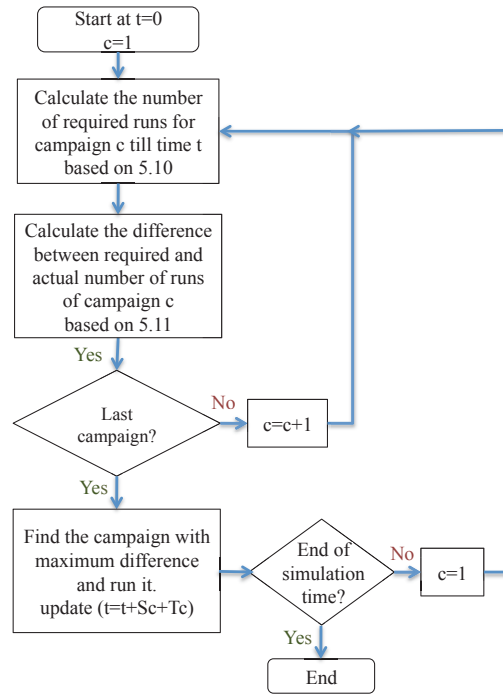 Start at t=0
c=1
Calculate the number
of required runs for
campaign c till time t
based on 5.10
Calculate the difference
between required and
actual number of runs
of campaign c
based on 5.11
Yes
Last
campaign?
No
c=c+1
Yes
Find the campaign with
maximum difference
and run it.
update (t=t+Sc+Tc)
End of
simulation
time?
No
c=1
Yes
End